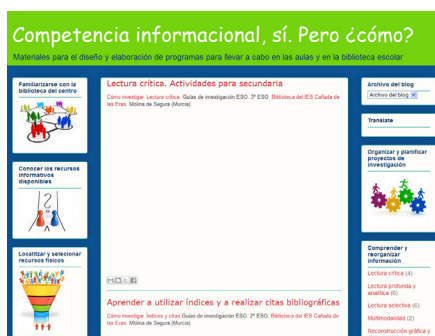 Competencia informacional, sí. Pero ¿cómo?
Materiales para el diseño y elaboración de programas para llevar a cabo en las aulas y en la biblioteca escolar
Familiarizarse con la
biblioteca del centro
Conocer los recursos
informativos
disponibles
Localitzar y selecionar
recursos físicos
Lectura crítica. Actividades para secundaria
Cómo investigar. Lectura crítica. Guías de investigación ESO. 3º ESO. Biblioteca del IES Cañada de
las Eras. Molina de Segura (Murcia)
Aprender a utilizar índices y a realizar citas bibliográficas
Cómo investigar. Índices y citas. Guías de investigación ESO. 3º ESO. Biblioteca del IES Cañada de
las Eras. Molina de Segura (Murcia)
Archivo del blog
Archivo del blog
Translate
Organizar y planificar
proyectos de
investigación
Comprender y
reorganizar
información
Lectura crítica (4)
Lectura profunda y
analítica (6)
Lectura selectiva (6)
Multimodalidad (2)
Reconstrucción gráfica y